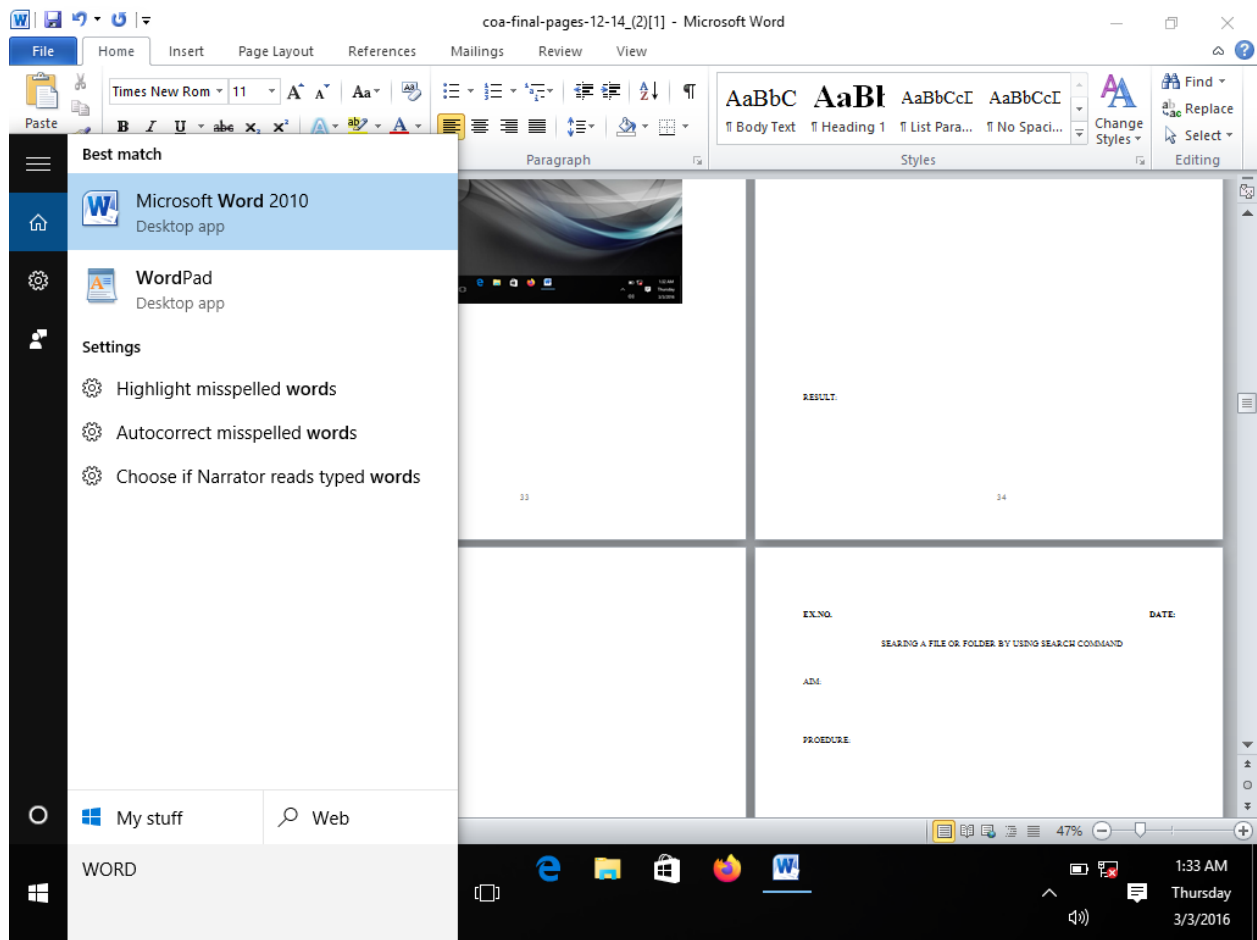 coa-final-pages-12-14_(2)[1] - Microsoft Word
File Home Insert Page Layout References Mailings Review View
Paste
Times New Rom 11
Paragraph
AaBbC AaBl AaBbCcI AaBbCcI
¶ Body Text ¶ Heading 1 ¶ List Para... ¶ No Spaci...
Change
Styles
Styles
Find
Replace
Select
Editing
Best match
Microsoft Word 2010
Desktop app
WordPad
Desktop app
Settings
Highlight misspelled words
Autocorrect misspelled words
Choose if Narrator reads typed words
My stuff
Web
WORD
33
RESULT:
34
EX.NO. DATE:
SEARING A FILE OR FOLDER BY USING SEARCH COMMAND
AIM:
PROEDURE:
47%
1:33 AM
Thursday
3/3/2016